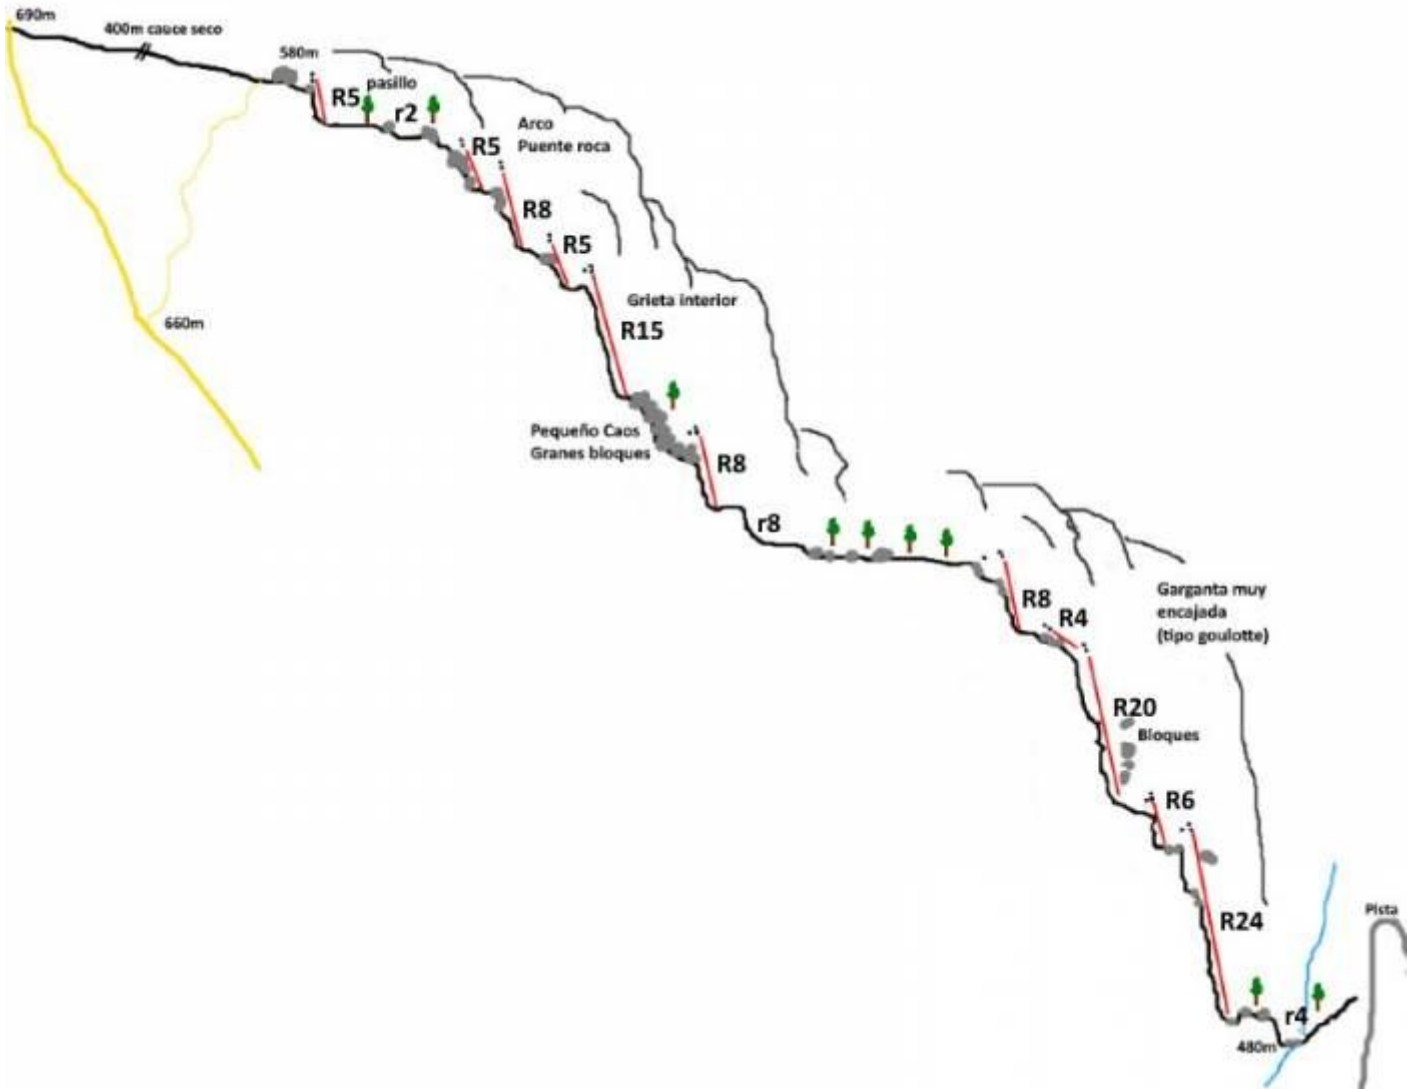 690m
400m cauce seco
580m
pasillo
R5
r2
R5
Arco
Puente roca
R8
R5
Grieta interior
R15
660m
Pequeño Caos
Granes bloques
R8
r8
R8
R4
Garganta muy
encajada
(tipo goulotte)
R20
Bloques
R6
R24
Pista
r4
480m